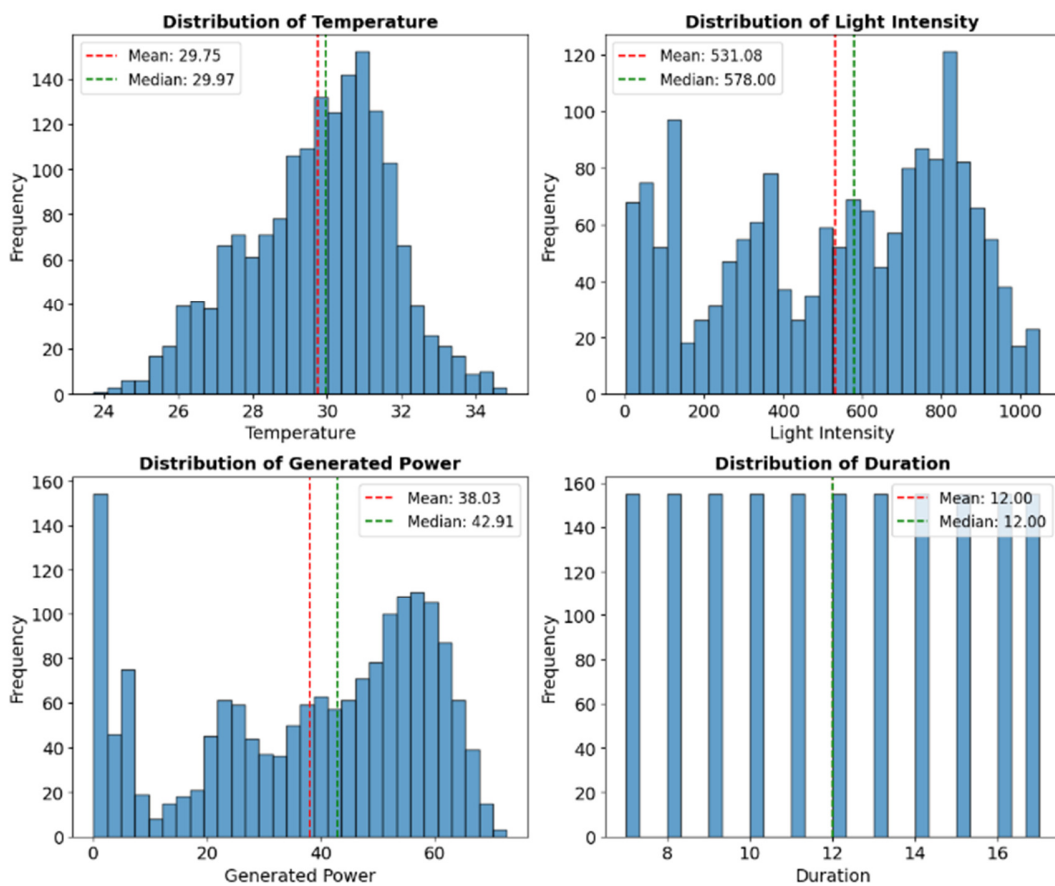 Distribution of Temperature
Mean: 29.75
Median: 29.97
Frequency
140
120
100
80
60
40
20
0
24 26 28 30 32 34
Temperature
Distribution of Light Intensity
Mean: 531.08
Median: 578.00
Frequency
120
100
80
60
40
20
0
0 200 400 600 800 1000
Light Intensity
Distribution of Generated Power
Mean: 38.03
Median: 42.91
Frequency
160
140
120
100
80
60
40
20
0
0 20 40 60
Generated Power
Distribution of Duration
Mean: 12.00
Median: 12.00
Frequency
160
140
120
100
80
60
40
20
0
8 10 12 14 16
Duration